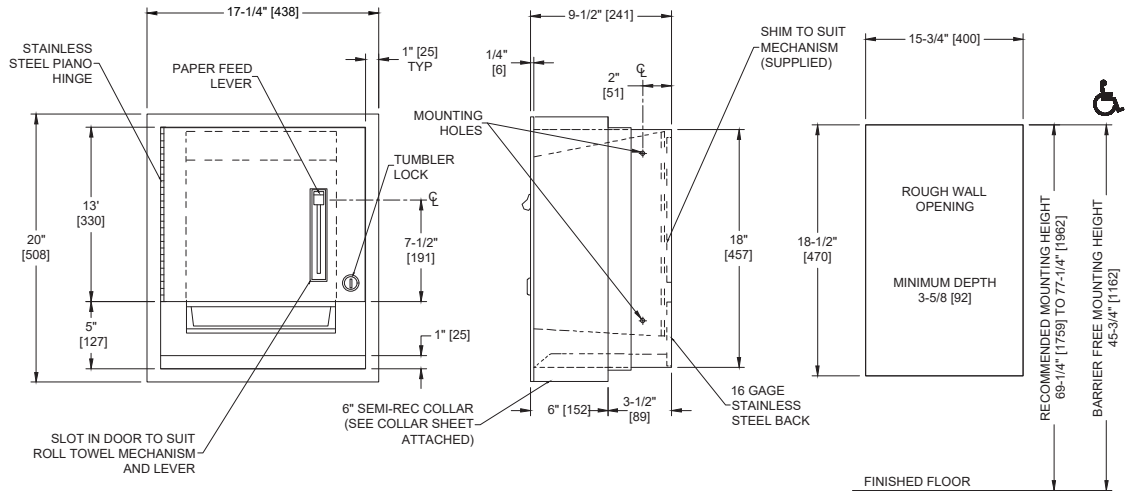 17-1/4" [438]
STAINLESS
STEEL PIANO
HINGE
PAPER FEED
LEVER
1" [25]
TYP
TUMBLER
LOCK
13'
[330]
20"
[508]
7-1/2"
[191]
5"
[127]
1" [25]
SLOT IN DOOR TO SUIT
ROLL TOWEL MECHANISM
AND LEVER
9-1/2" [241]
1/4"
[6]
2"
[51]
SHIM TO SUIT
MECHANISM
(SUPPLIED)
MOUNTING
HOLES
18"
[457]
6" SEMI-REC COLLAR
(SEE COLLAR SHEET
ATTACHED)
6" [152]
3-1/2"
[89]
16 GAGE
STAINLESS
STEEL BACK
15-3/4" [400]
ROUGH WALL
OPENING
18-1/2"
[470]
MINIMUM DEPTH
3-5/8 [92]
RECOMMENDED MOUNTING HEIGHT
69-1/4" [1759] TO 77-1/4" [1962]
BARRIER FREE MOUNTING HEIGHT
45-3/4" [1162]
FINISHED FLOOR